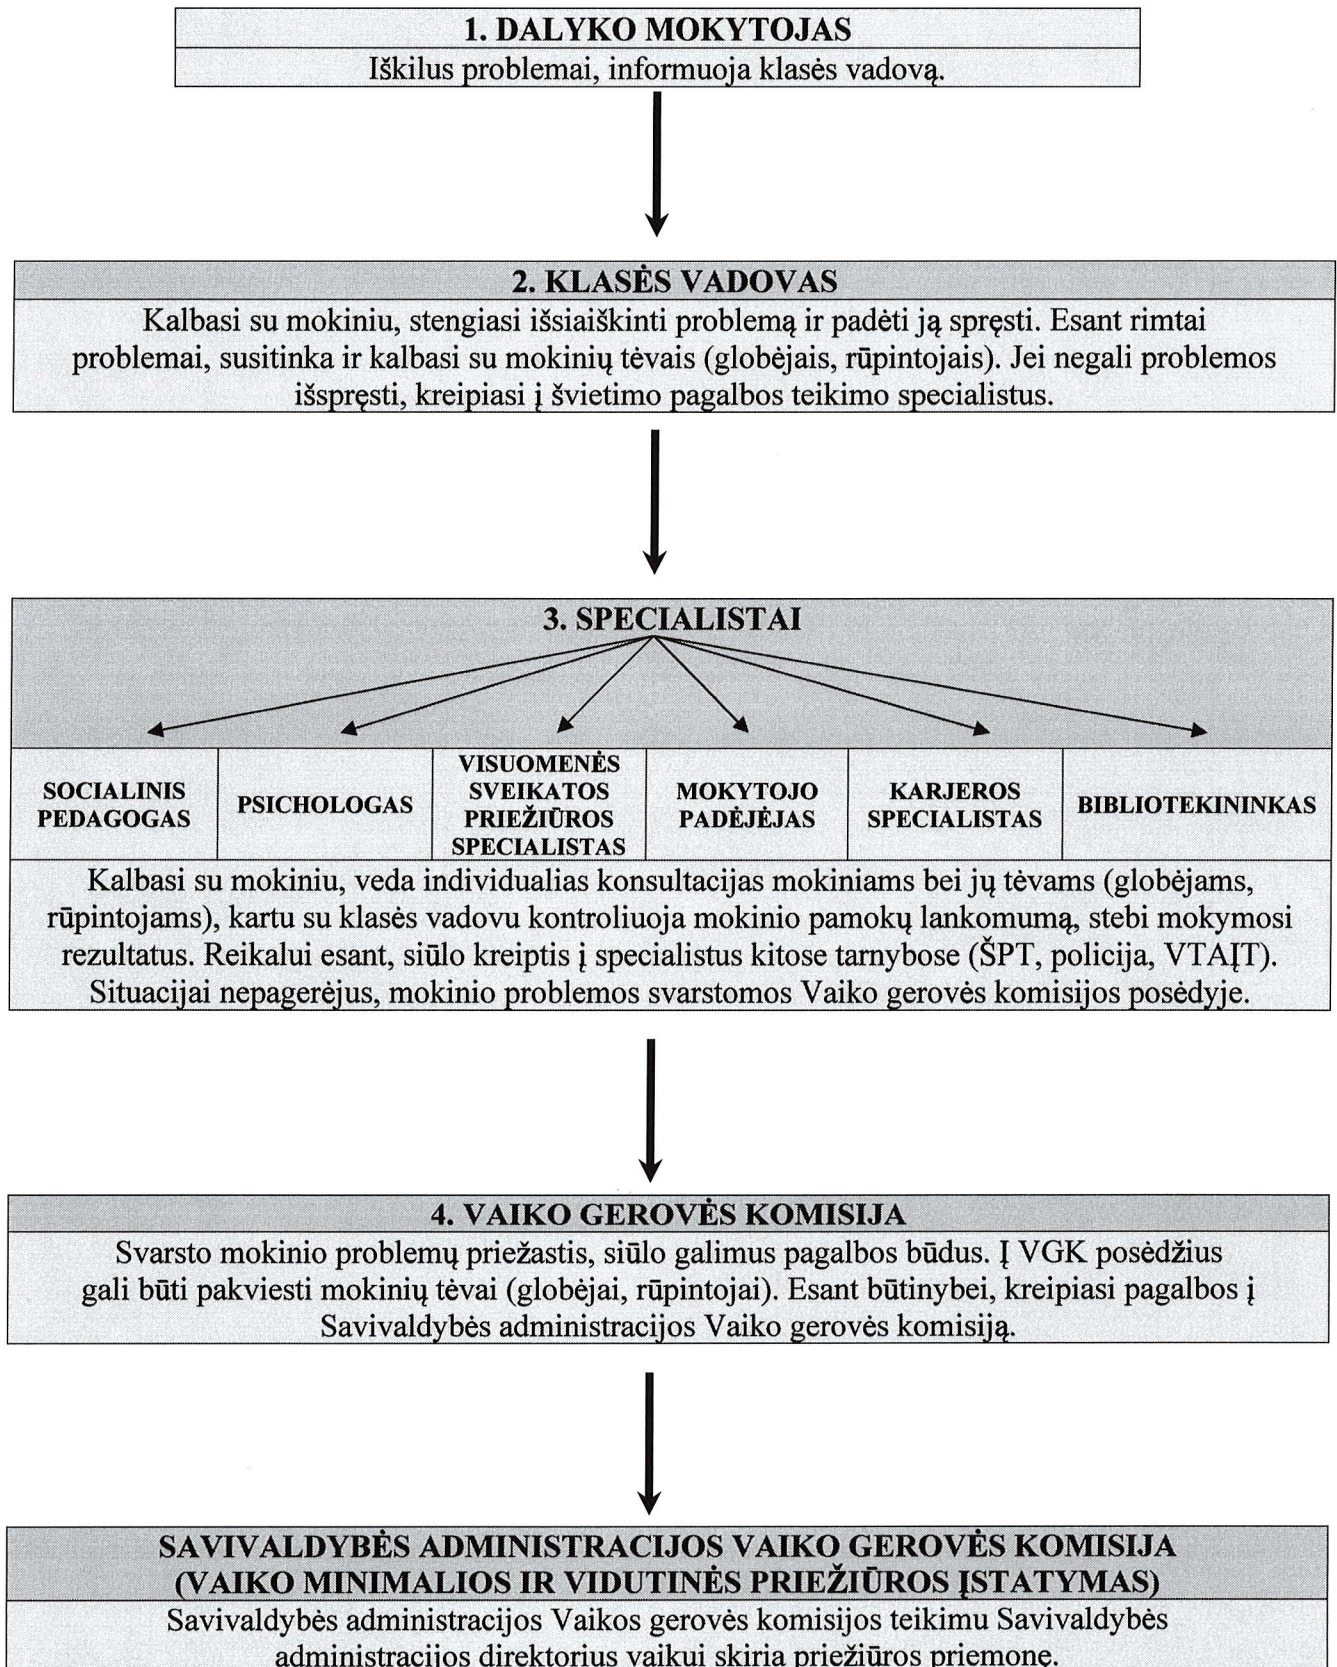 1. DALYKO MOKYTOJAS
Iškilus problemai, informuoja klasės vadovą.
2. KLASĖS VADOVAS
Kalbasi su mokiniu, stengiasi išsiaiškinti problemą ir padėti ją spręsti. Esant rimtai
problemai, susitinka ir kalbasi su mokinių tėvais (globėjais, rūpintojais). Jei negali problemos
išspręsti, kreipiasi į švietimo pagalbos teikimo specialistus.
3. SPECIALISTAI
SOCIALINIS
PEDAGOGAS
PSICHOLOGAS
VISUOMENĖS
SVEIKATOS
PRIEŽIŪROS
SPECIALISTAS
MOKYTOJO
PADĖJĖJAS
KARJEROS
SPECIALISTAS
BIBLIOTEKININKAS
Kalbasi su mokiniu, veda individualias konsultacijas mokiniams bei jų tėvams (globėjams,
rūpintojams), kartu su klasės vadovu kontroliuoja mokinio pamokų lankomumą, stebi mokymosi
rezultatus. Reikalui esant, siūlo kreiptis į specialistus kitose tarnybose (ŠPT, policija, VTAĮT).
Situacijai nepagerėjus, mokinio problemos svarstomos Vaiko gerovės komisijos posėdyje.
4. VAIKO GEROVĖS KOMISIJA
Svarsto mokinio problemų priežastis, siūlo galimus pagalbos būdus. Į VGK posėdžius
gali būti pakviesti mokinių tėvai (globėjai, rūpintojai). Esant būtinybei, kreipiasi pagalbos į
Savivaldybės administracijos Vaiko gerovės komisiją.
SAVIVALDYBĖS ADMINISTRACIJOS VAIKO GEROVĖS KOMISIJA
(VAIKO MINIMALIOS IR VIDUTINĖS PRIEŽIŪROS ĮSTATYMAS)
Savivaldybės administracijos Vaikos gerovės komisijos teikimu Savivaldybės
administracijos direktorius vaikui skiria priežiūros priemonę.